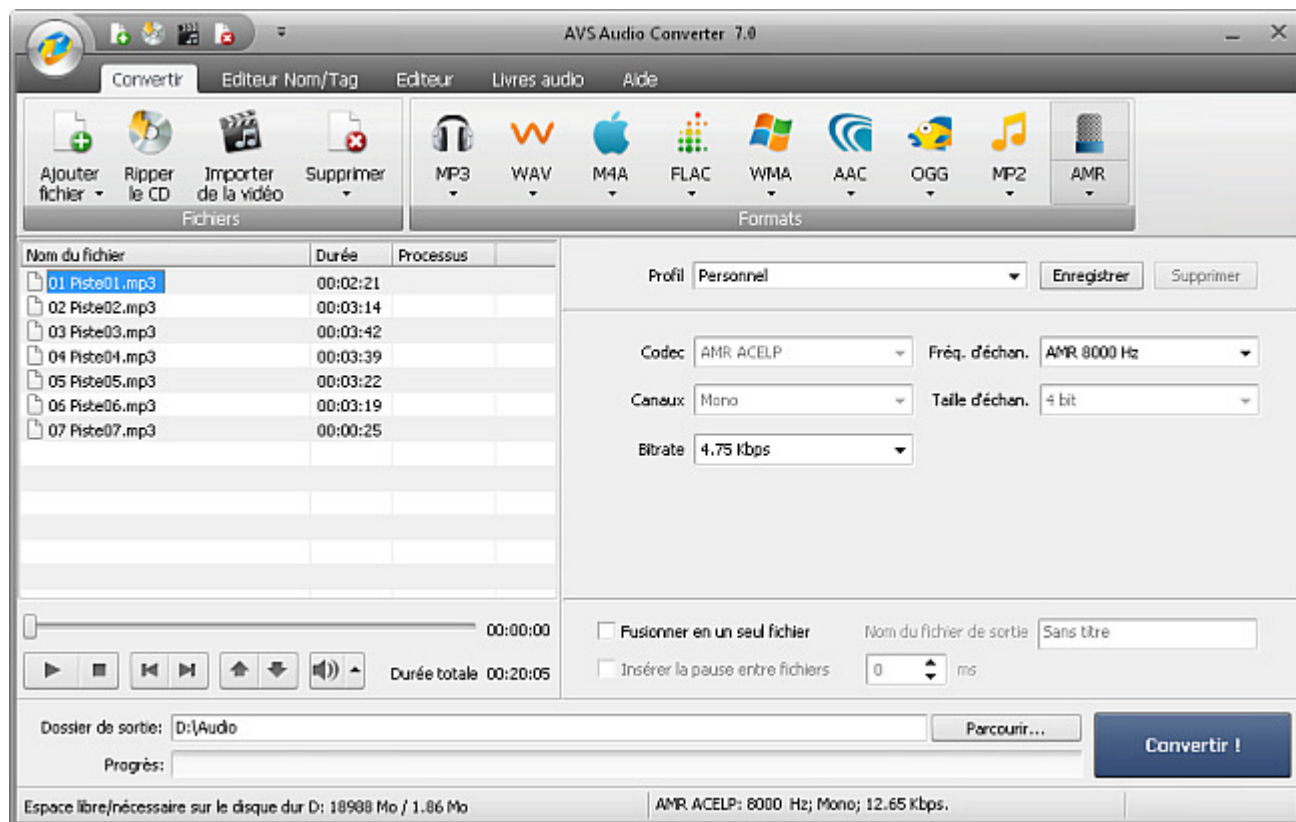 AVS Audio Converter 7.0
Convertir Editeur Nom/Tag Editeur Livres audio Aide
Ajouter fichier Ripper le CD Importer de la vidéo Supprimer MP3 WAV M4A FLAC WMA AAC OGG MP2 AMR
Fichiers Formats
Nom du fichier Durée Processus
01 Piste01.mp3 00:02:21
02 Piste02.mp3 00:03:14
03 Piste03.mp3 00:03:42
04 Piste04.mp3 00:03:39
05 Piste05.mp3 00:03:22
06 Piste06.mp3 00:03:19
07 Piste07.mp3 00:00:25
Profil Personnel Enregistrer Supprimer
Codec AMR ACELP Fréq. d'échan. AMR 8000 Hz
Canaux Mono Taille d'échan. 4 bit
Bitrate 4.75 Kbps
00:00:00
Durée totale 00:20:05
Fusionner en un seul fichier Nom du fichier de sortie Sans titre
Insérer la pause entre fichiers 0 ms
Dossier de sortie: D:\Audio Parcourir...
Progrès:
Convertir !
Espace libre/nécessaire sur le disque dur D: 18988 Mo / 1.86 Mo AMR ACELP: 8000 Hz; Mono; 12.65 Kbps.